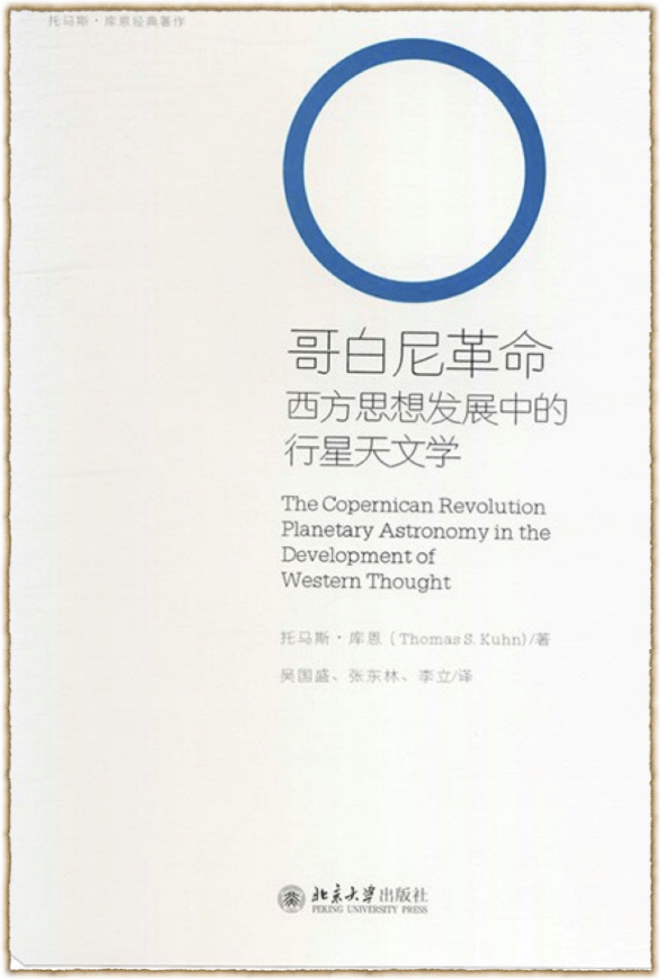 托马斯·库恩经典著作
哥白尼革命
西方思想发展中的
行星天文学
The Copernican Revolution
Planetary Astronomy in the
Development of
Western Thought
托马斯·库恩 (Thomas S. Kuhn)/著
吴国盛、张东林、李立/译
北京大学出版社
PEKING UNIVERSITY PRESS